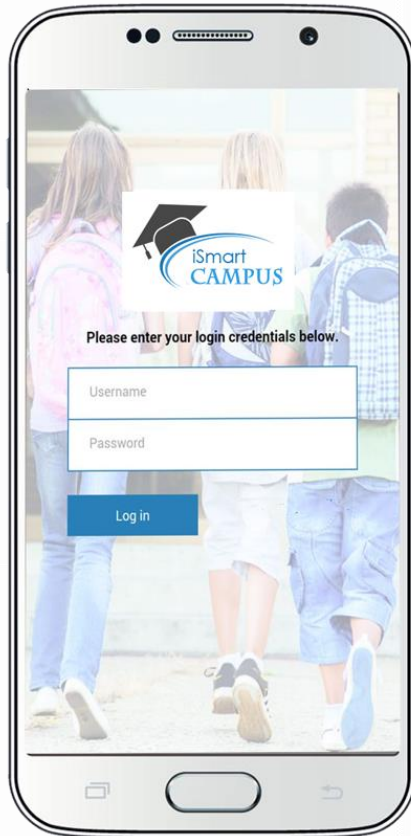 iSmart
CAMPUS
Please enter your login credentials below.
Username
Password
Log in